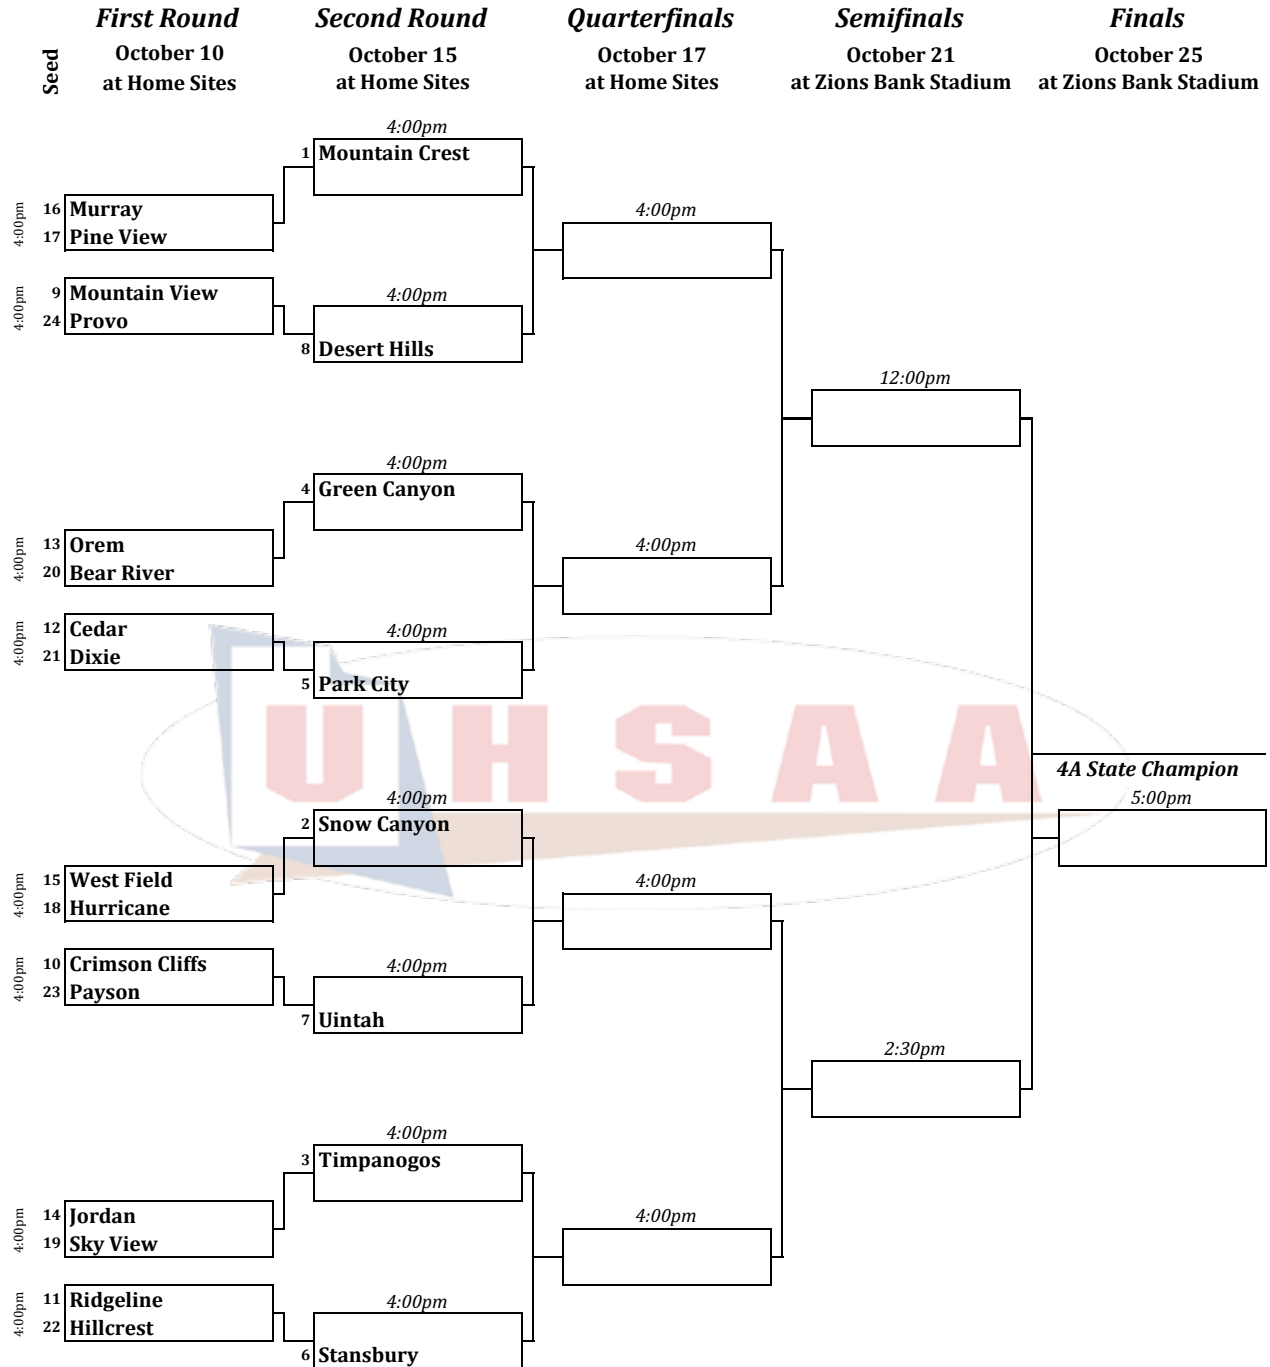 First Round
Second Round
Quarterfinals
Semifinals
Finals
Seed
October 10
at Home Sites
October 15
at Home Sites
October 17
at Home Sites
October 21
at Zions Bank Stadium
October 25
at Zions Bank Stadium
4:00pm
1 Mountain Crest
4:00pm
16 Murray
17 Pine View
4:00pm
4:00pm
9 Mountain View
24 Provo
4:00pm
8 Desert Hills
12:00pm
4:00pm
4 Green Canyon
4:00pm
13 Orem
20 Bear River
4:00pm
4:00pm
12 Cedar
21 Dixie
4:00pm
5 Park City
UHSAA
4A State Champion
5:00pm
4:00pm
2 Snow Canyon
4:00pm
15 West Field
18 Hurricane
4:00pm
4:00pm
10 Crimson Cliffs
23 Payson
4:00pm
7 Uintah
2:30pm
4:00pm
3 Timpanogos
4:00pm
14 Jordan
19 Sky View
4:00pm
4:00pm
11 Ridgeline
22 Hillcrest
4:00pm
6 Stansbury